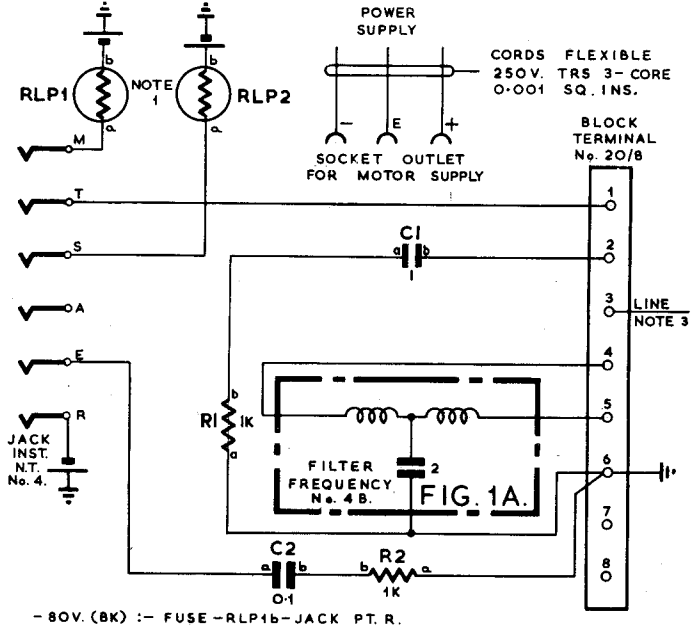 POWER
SUPPLY
b
b
RLP1
NOTE
1
RLP2
a
a
CORDS FLEXIBLE
250V. TRS 3-CORE
0.001 SQ. INS.
- E +
SOCKET OUTLET
FOR MOTOR SUPPLY
BLOCK
TERMINAL
No. 20/8
M
T
S
A
E
R
JACK
INST.
N.T.
No. 4.
1
2
3
4
5
6
7
8
LINE
NOTE 3
C1
a b
1
b
R1 1K
a
2
FILTER
FREQUENCY
No. 4B.
FIG. 1A.
C2
a b
0.1
R2
b a
1K
-80V. (BK) :- FUSE-RLP1b-JACK PT. R.